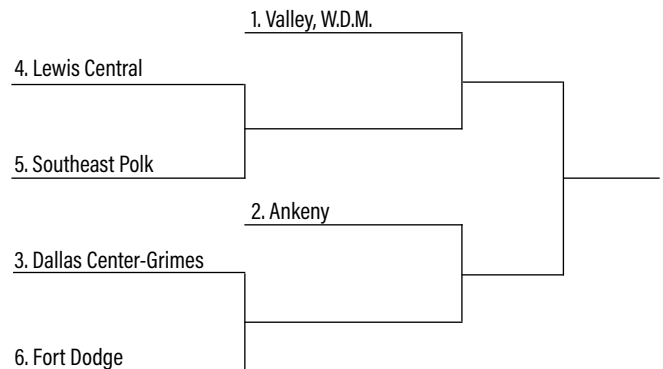 1. Valley, W.D.M.
4. Lewis Central
5. Southeast Polk
2. Ankeny
3. Dallas Center-Grimes
6. Fort Dodge